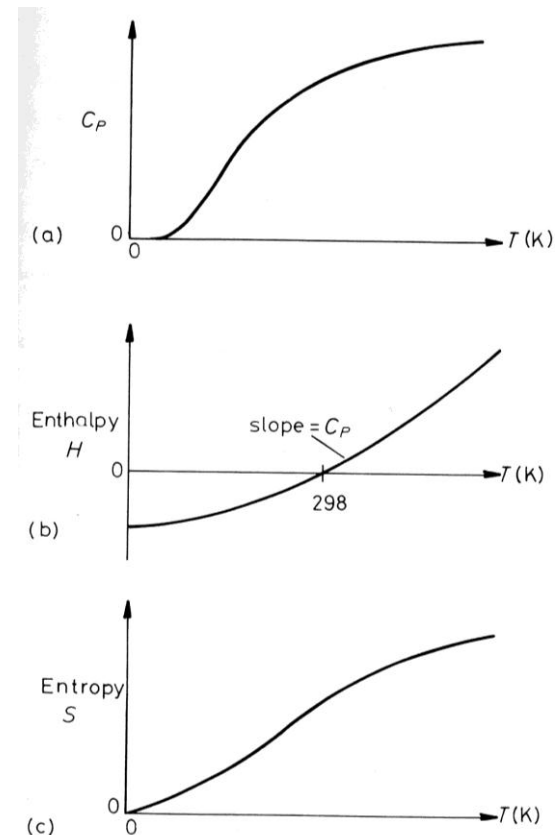 C_P
0
(a)
0
T (K)
Enthalpy
H
slope = C_P
0
T (K)
298
(b)
Entropy
S
0
(c)
0
T (K)